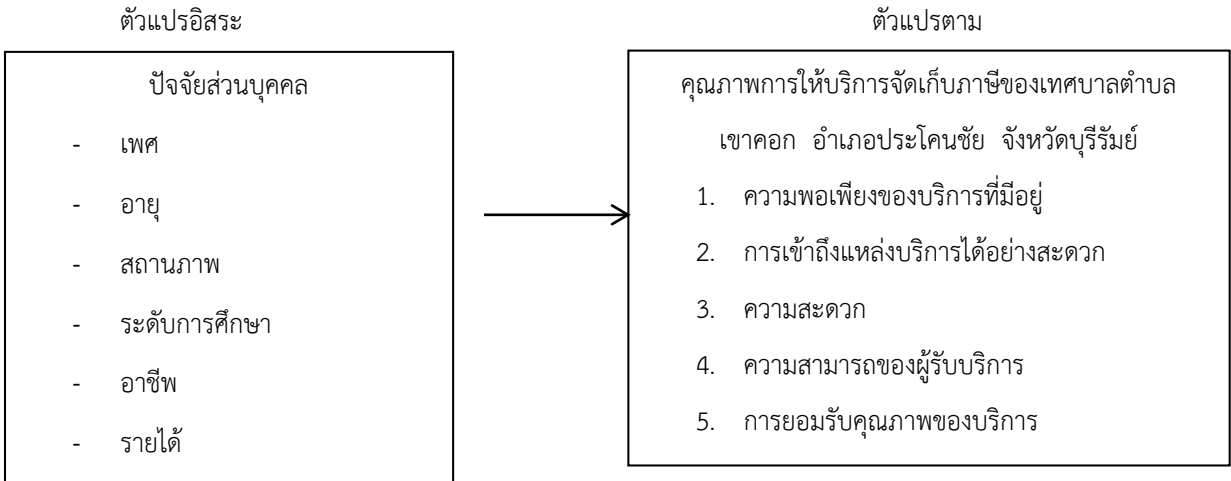 ตัวแปรอิสระ
ปัจจัยส่วนบุคคล
- เพศ
- อายุ
- สถานภาพ
- ระดับการศึกษา
- อาชีพ
- รายได้
ตัวแปรตาม
คุณภาพการให้บริการจัดเก็บภาษีของเทศบาลตำบล
เขาคอก อำเภอประโคนชัย จังหวัดบุรีรัมย์
1. ความพอเพียงของบริการที่มีอยู่
2. การเข้าถึงแหล่งบริการได้อย่างสะดวก
3. ความสะดวก
4. ความสามารถของผู้รับบริการ
5. การยอมรับคุณภาพของบริการ